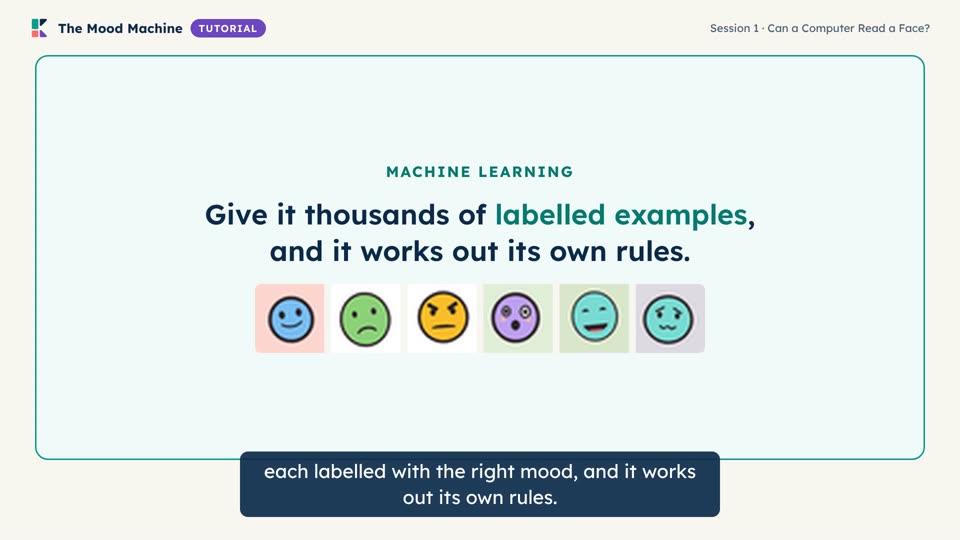 The Mood Machine
TUTORIAL
Session 1 · Can a Computer Read a Face?
MACHINE LEARNING
Give it thousands of labelled examples,
and it works out its own rules.
each labelled with the right mood, and it works
out its own rules.